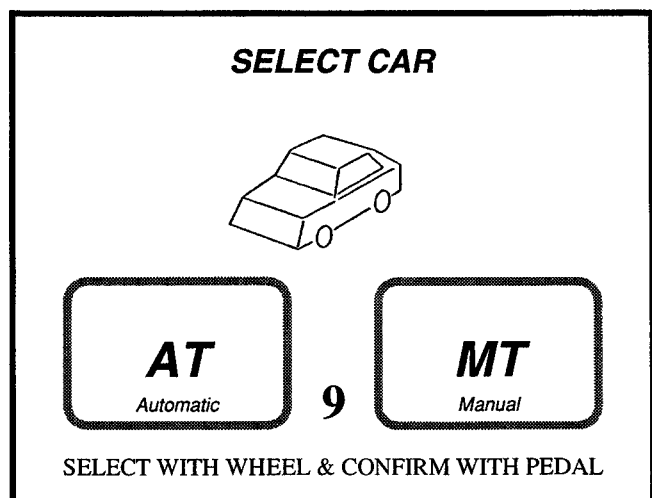 SELECT CAR
AT
Automatic
9
MT
Manual
SELECT WITH WHEEL & CONFIRM WITH PEDAL